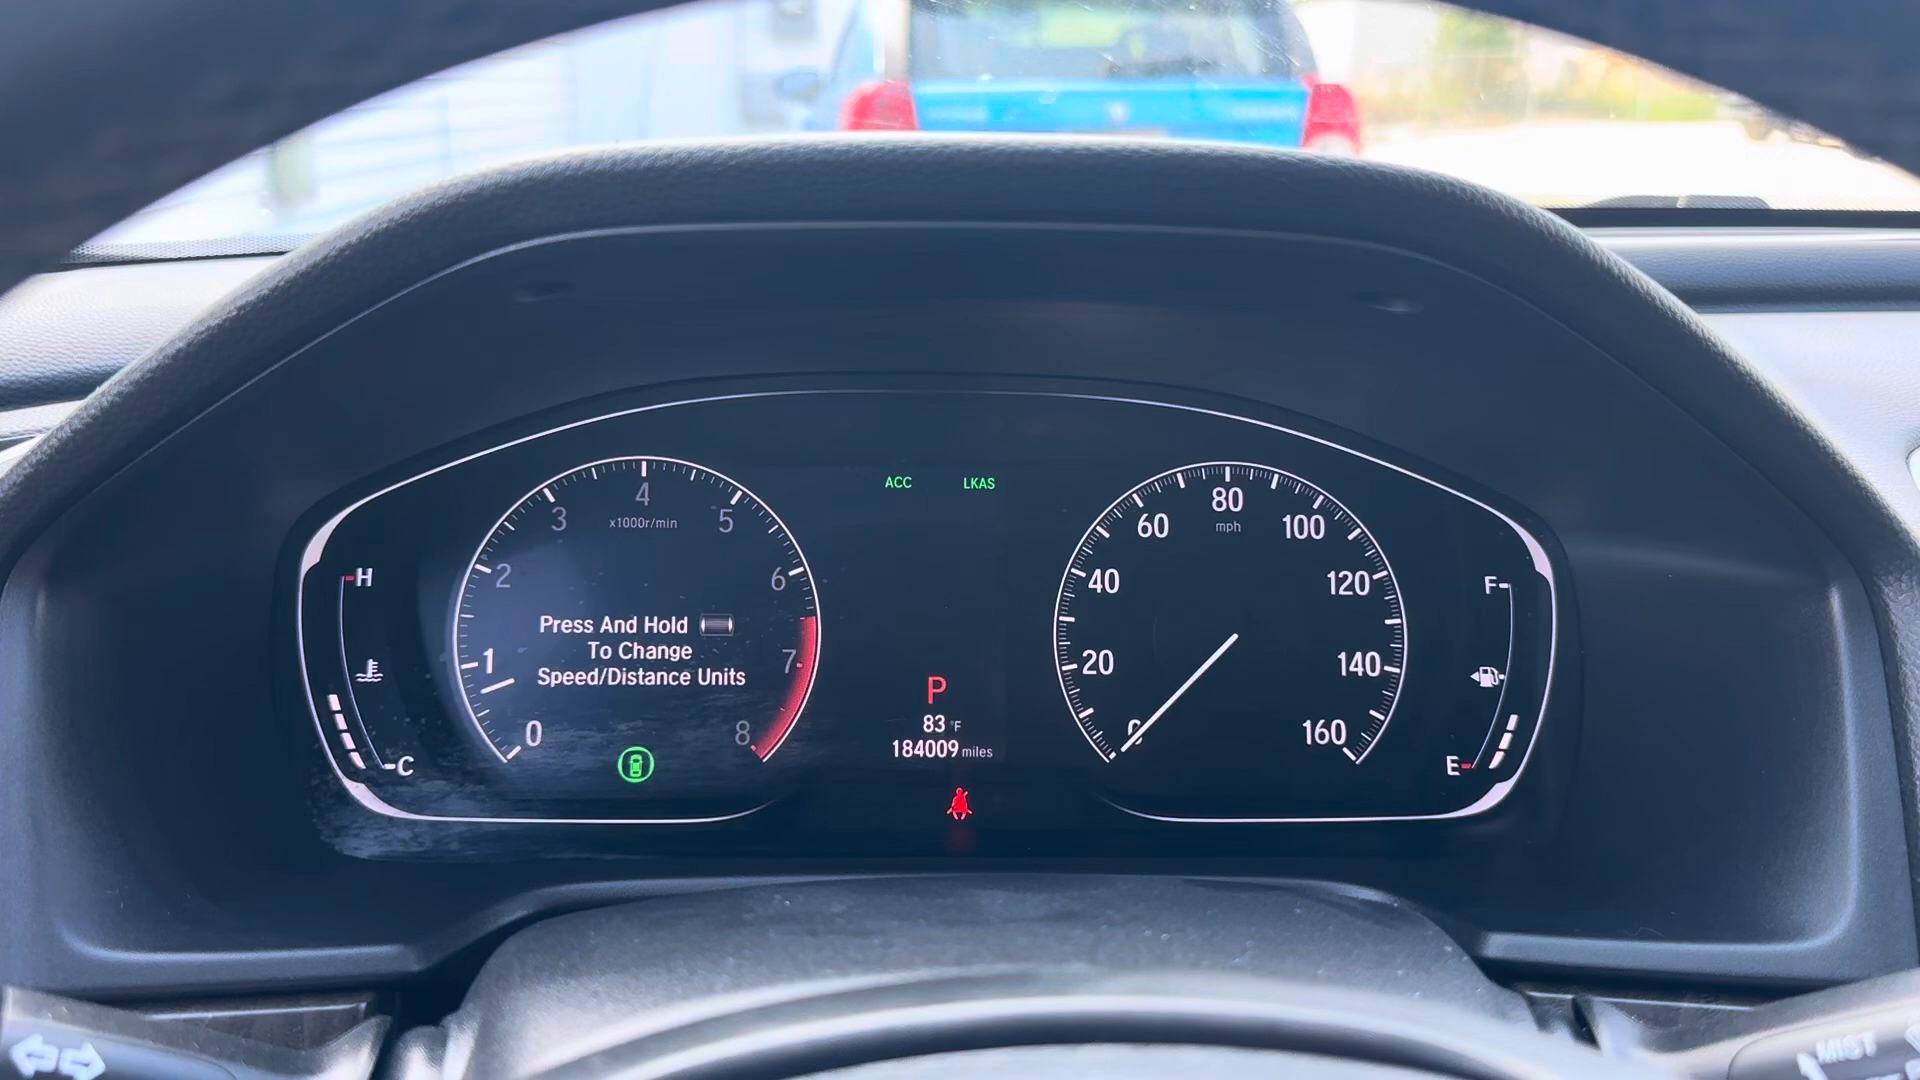 ACC LKAS
4
3 5
x1000r/min
2 6
Press And Hold
To Change
Speed/Distance Units
1 7
0 8
H
C
P
83 °F
184009 miles
80
mph
60 100
40 120
20 140
0 160
F
E
MIST